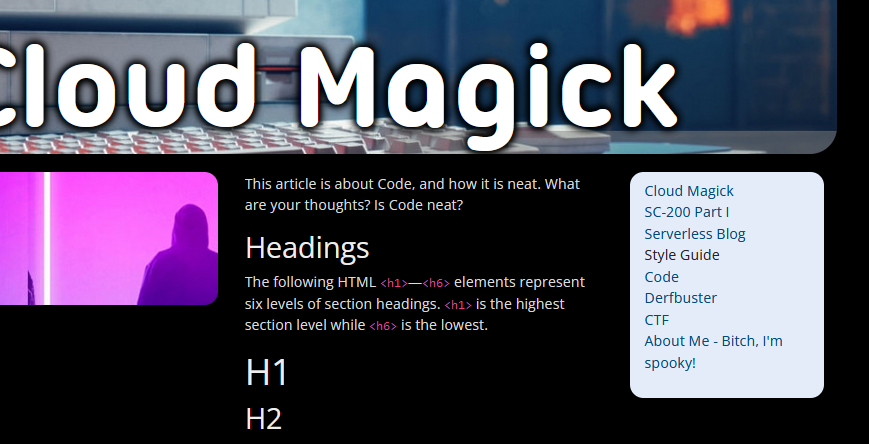 Cloud Magick
This article is about Code, and how it is neat. What
are your thoughts? Is Code neat?
Headings
The following HTML <h1>—<h6> elements represent
six levels of section headings. <h1> is the highest
section level while <h6> is the lowest.
H1
H2
Cloud Magick
SC-200 Part I
Serverless Blog
Style Guide
Code
Derfbuster
CTF
About Me - Bitch, I'm
spooky!